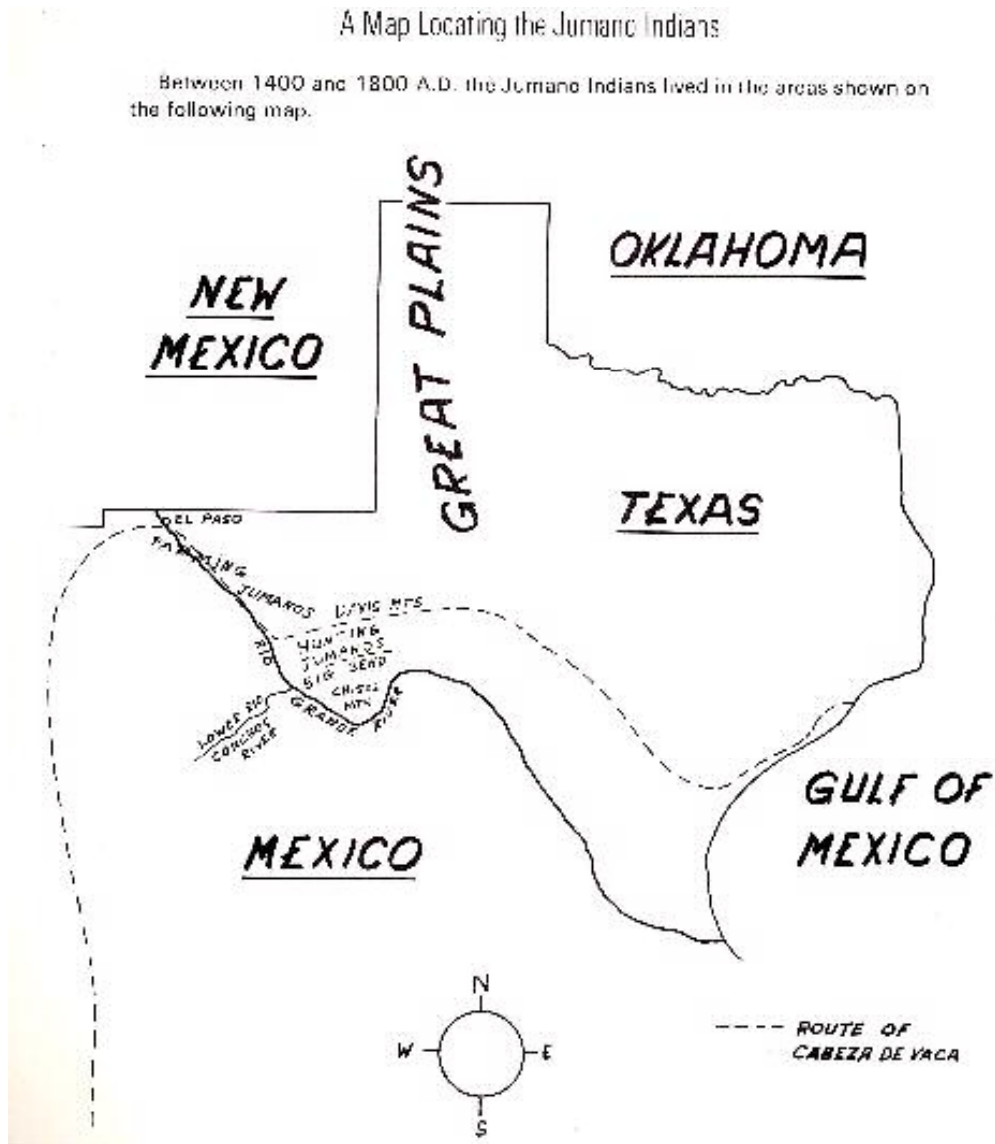 A Map Locating the Jumano Indians
Between 1400 and 1800 A.D. the Jumano Indians lived in the areas shown on
the following map.
GREAT PLAINS
OKLAHOMA
NEW
MEXICO
TEXAS
EL PASO
FARMING
JUMANOS
DAVIS MTS
HUNTING
JUMANOS
BIG BEND
CHISOS
MTN
RIO
GRANDE
RIVER
LOWER RIO
CONCHOS
RIVER
GULF OF
MEXICO
MEXICO
N
W
E
S
ROUTE OF
CABEZA DE VACA